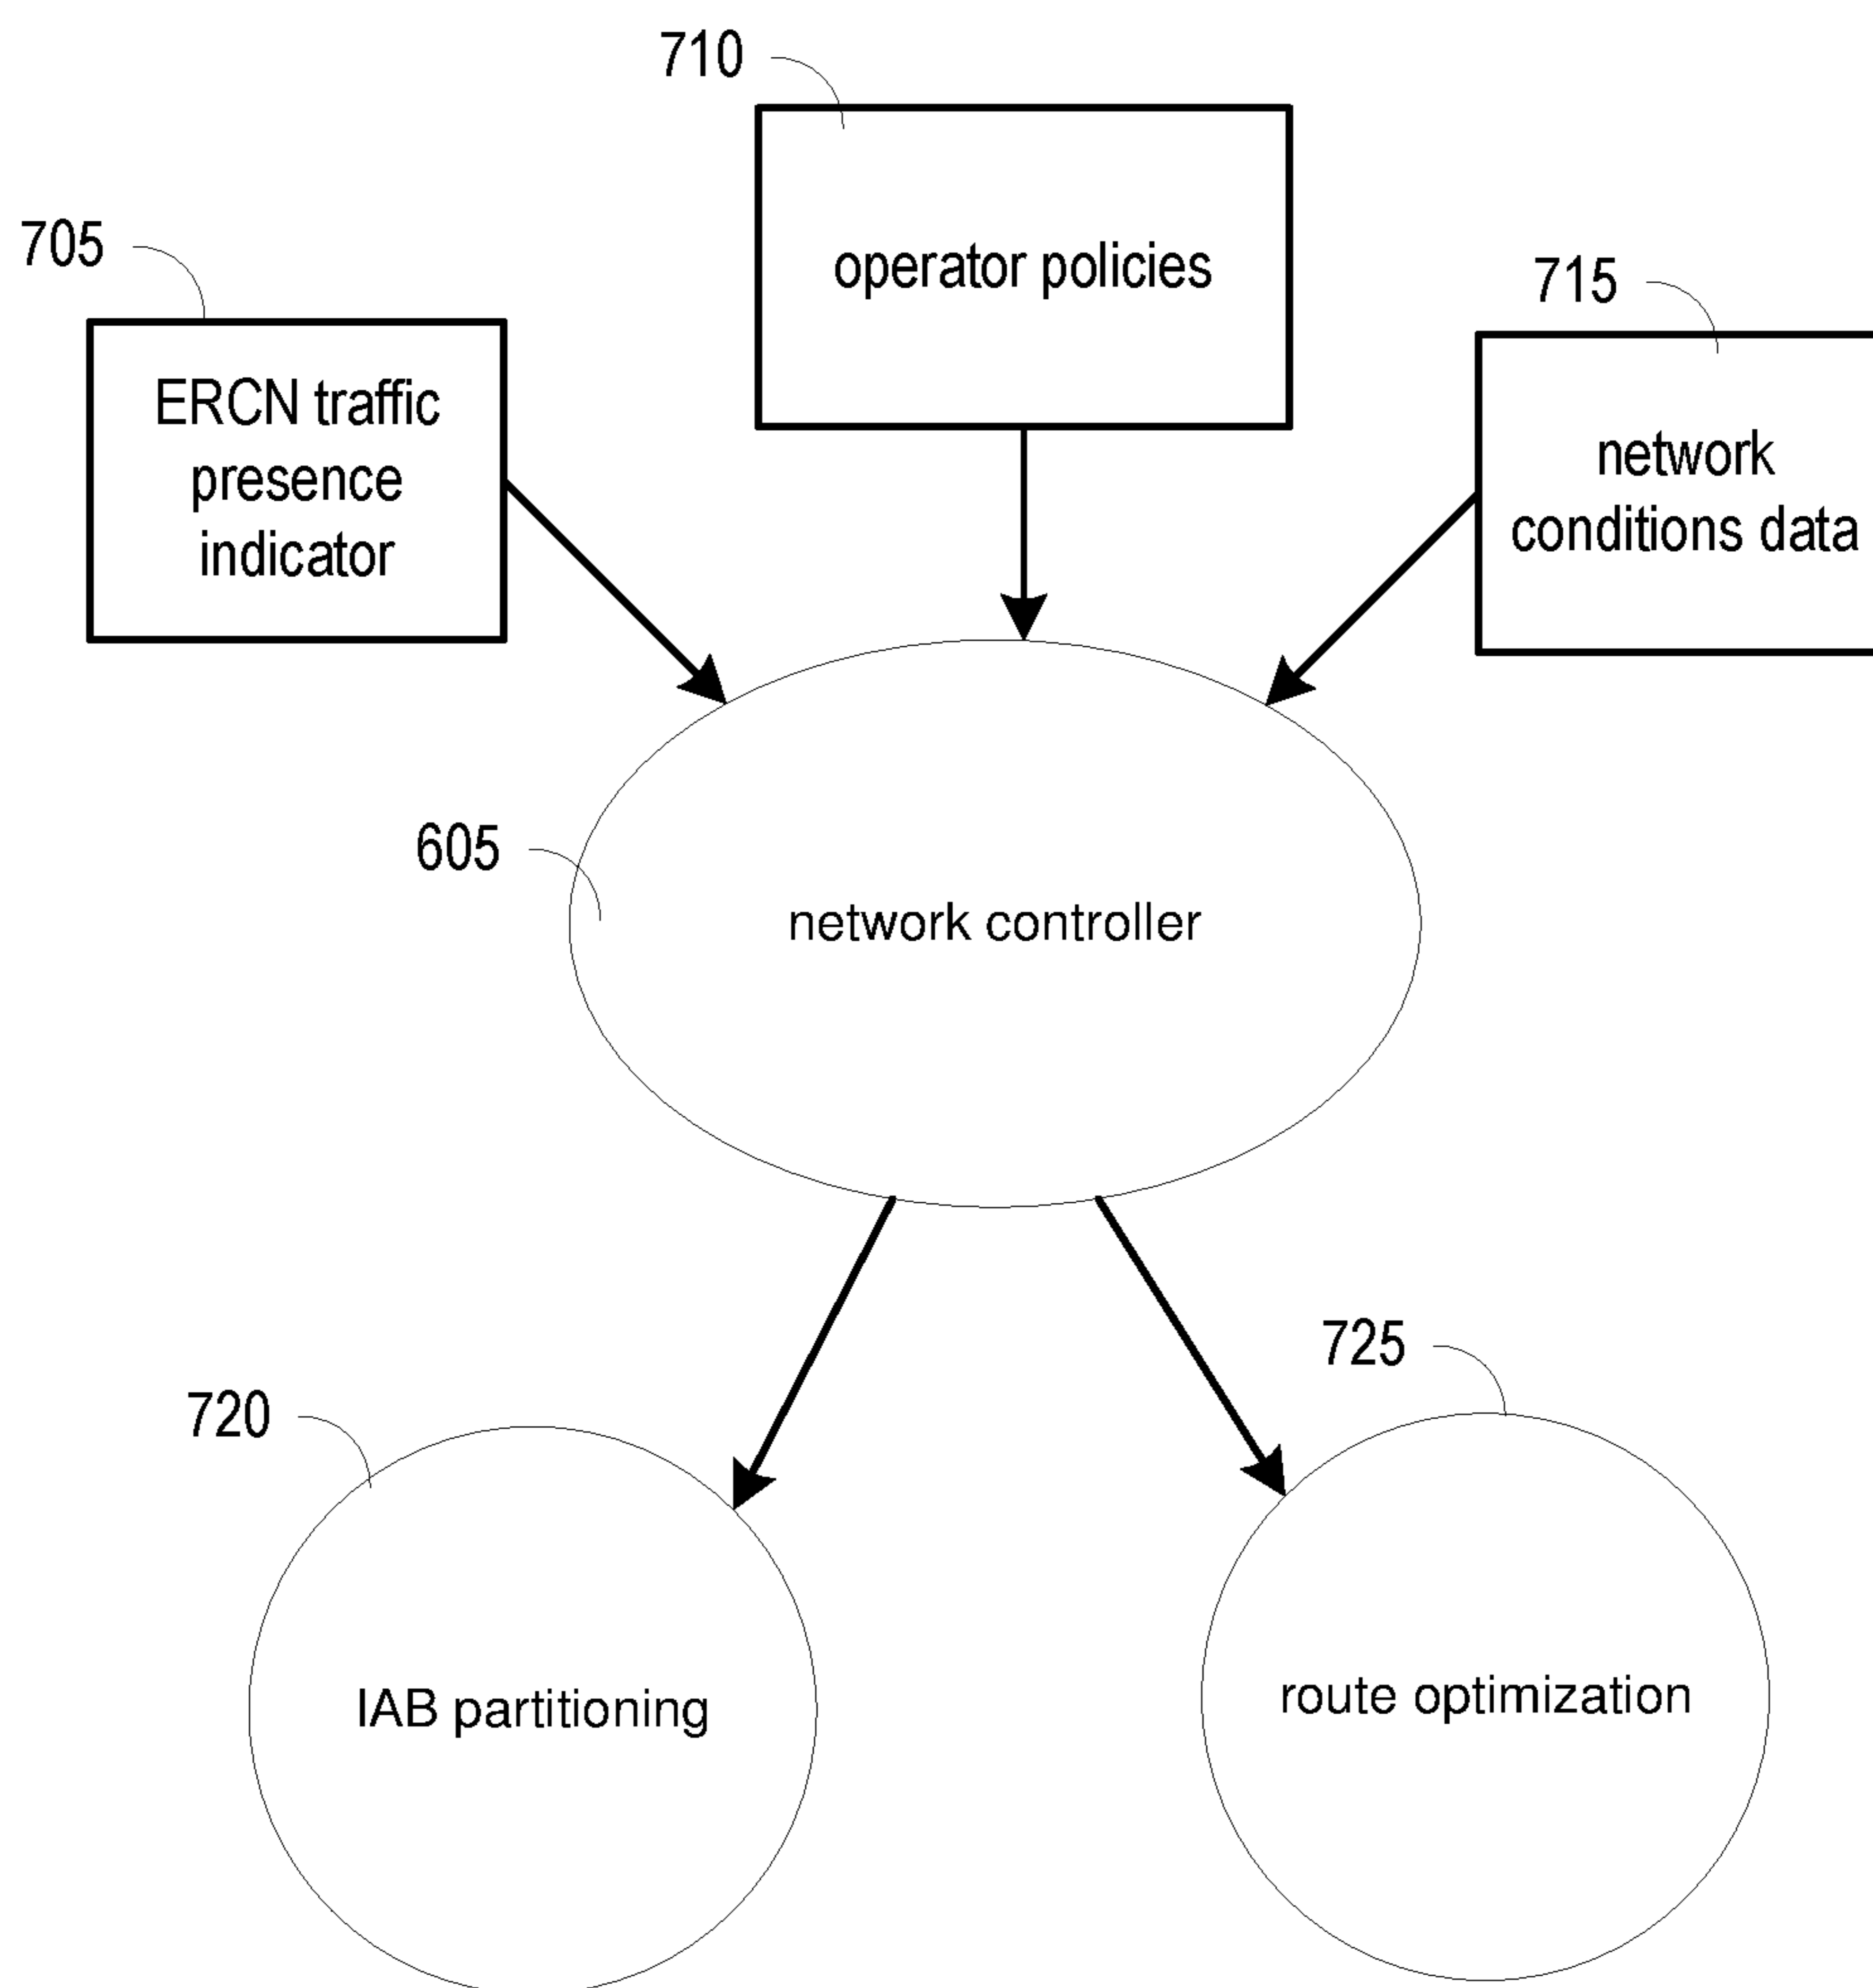 710
705
operator policies
715
ERCN traffic
presence
indicator
network
conditions data
605
network controller
725
720
IAB partitioning
route optimization